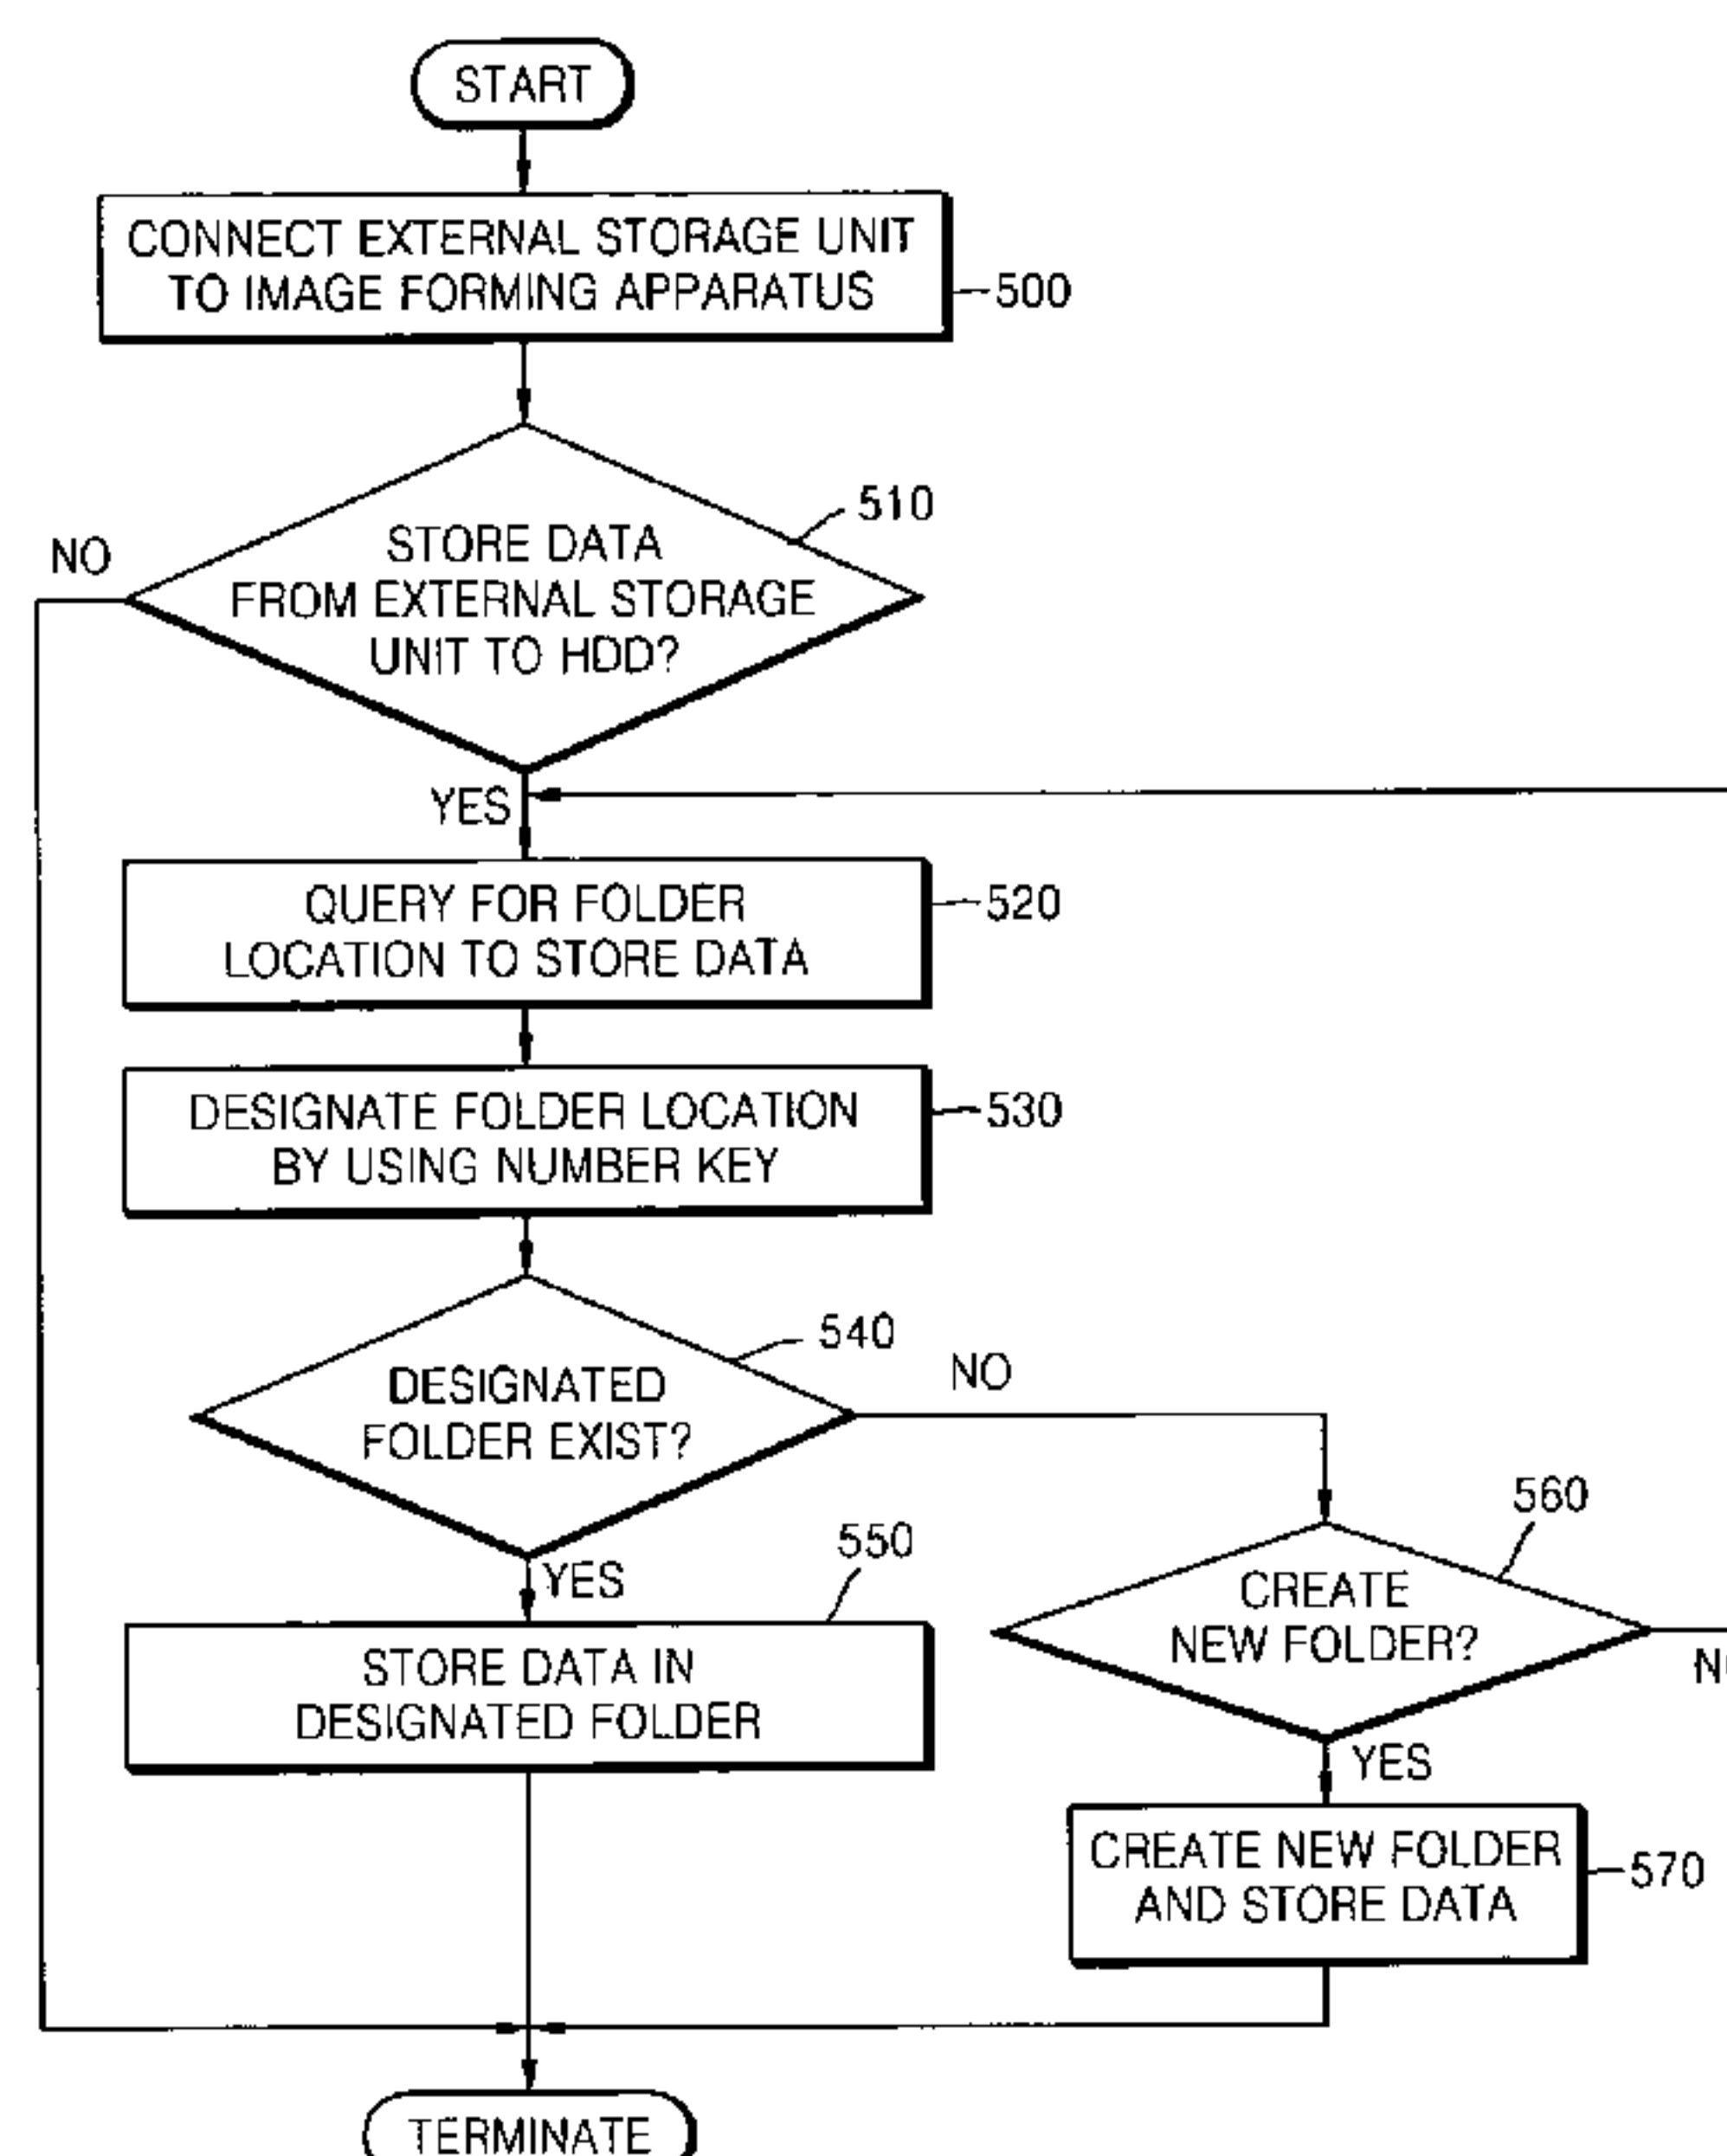 START
CONNECT EXTERNAL STORAGE UNIT
TO IMAGE FORMING APPARATUS
500
510
STORE DATA
FROM EXTERNAL STORAGE
UNIT TO HDD?
NO
YES
QUERY FOR FOLDER
LOCATION TO STORE DATA
520
DESIGNATE FOLDER LOCATION
BY USING NUMBER KEY
530
540
DESIGNATED
FOLDER EXIST?
NO
YES
550
STORE DATA IN
DESIGNATED FOLDER
560
CREATE
NEW FOLDER?
YES
CREATE NEW FOLDER
AND STORE DATA
570
TERMINATE